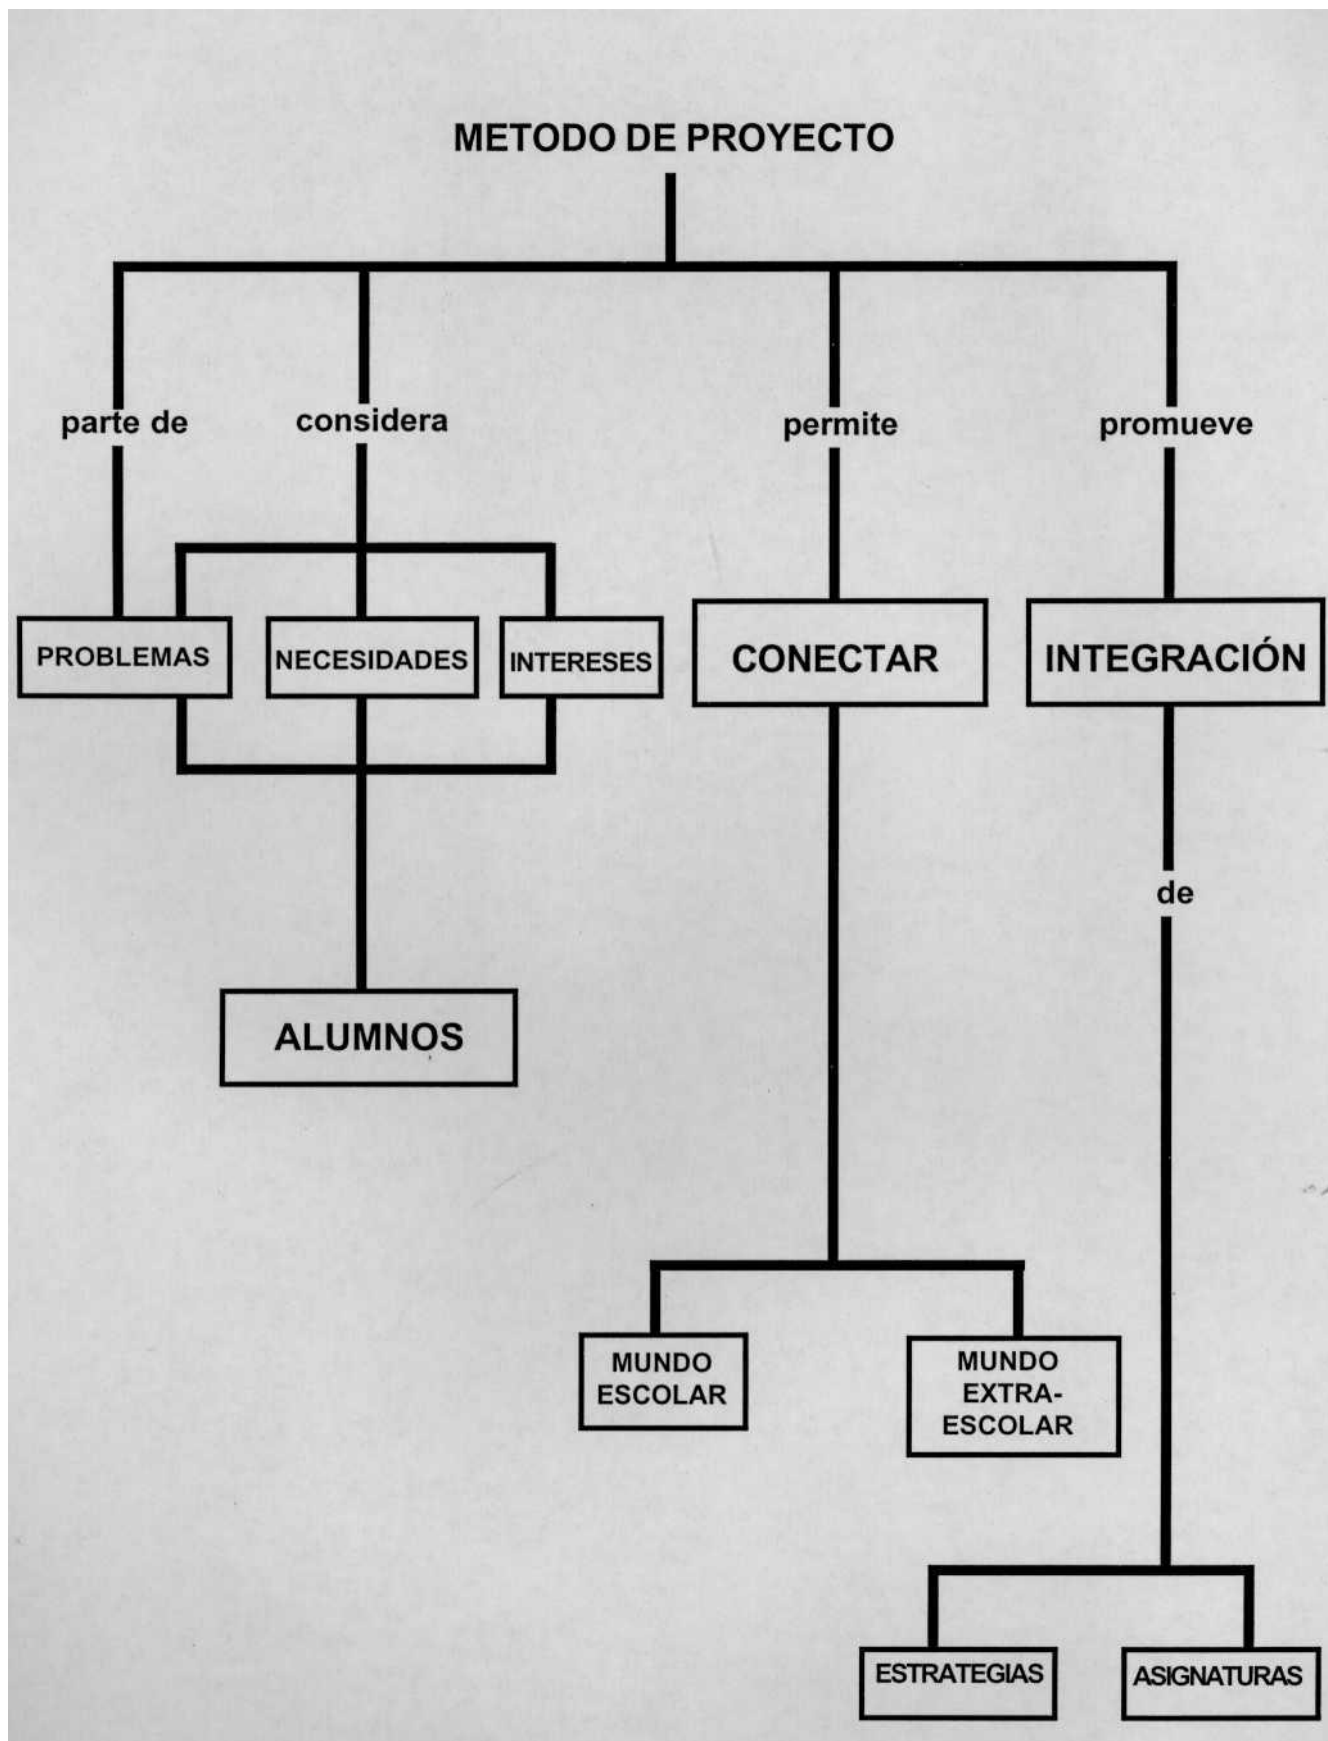 METODO DE PROYECTO
parte de
considera
permite
promueve
PROBLEMAS
NECESIDADES
INTERESES
CONECTAR
INTEGRACIÓN
de
ALUMNOS
MUNDO
ESCOLAR
MUNDO
EXTRA-
ESCOLAR
ESTRATEGIAS
ASIGNATURAS